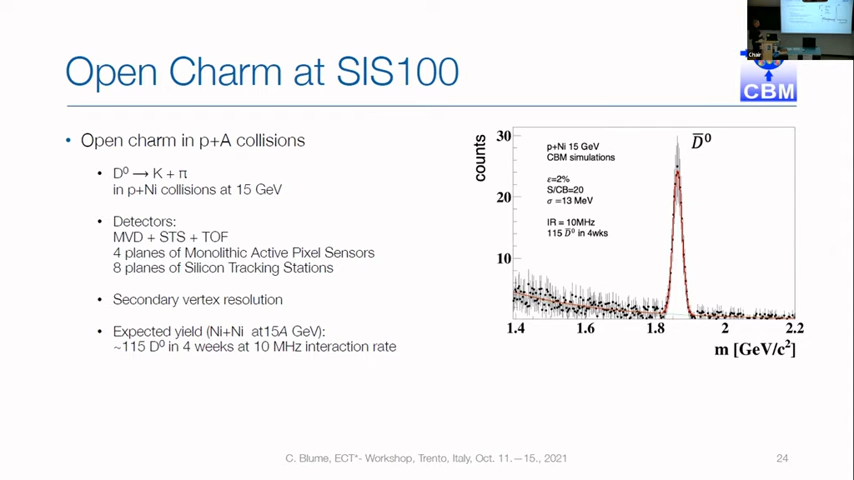 Open Charm at SIS100
Chair
CBM
• Open charm in p+A collisions
• D⁰ → K + π
in p+Ni collisions at 15 GeV
• Detectors:
MVD + STS + TOF
4 planes of Monolithic Active Pixel Sensors
8 planes of Silicon Tracking Stations
• Secondary vertex resolution
• Expected yield (Ni+Ni at15A GeV):
~115 D⁰ in 4 weeks at 10 MHz interaction rate
counts
30
20
10
p+Ni 15 GeV
CBM simulations
ε=2%
S/CB=20
σ =13 MeV
IR = 10MHz
115 D̅⁰ in 4wks
D̅⁰
1.4 1.6 1.8 2 2.2
m [GeV/c²]
C. Blume, ECT*- Workshop, Trento, Italy, Oct. 11.—15., 2021
24